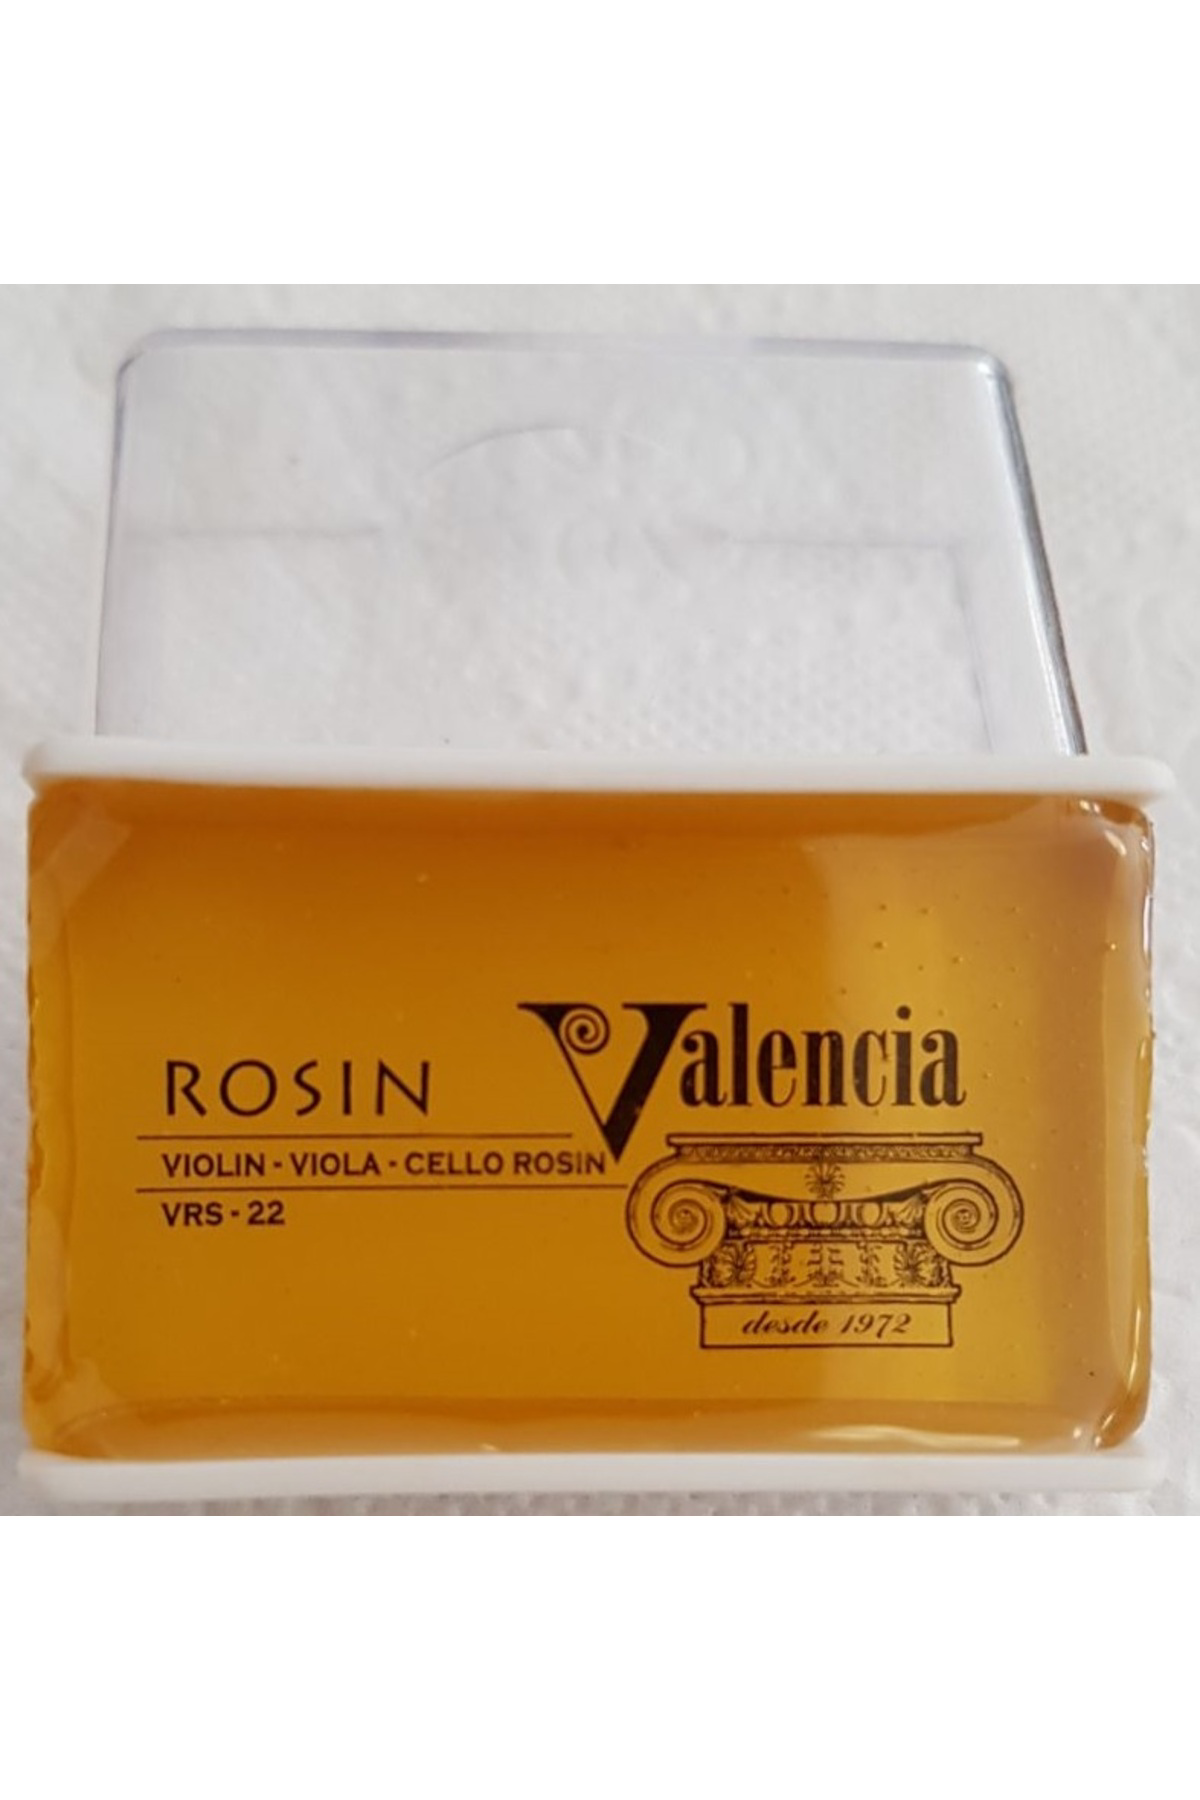 Valencia
ROSIN
VIOLIN - VIOLA - CELLO ROSIN
VRS - 22
desde 1972